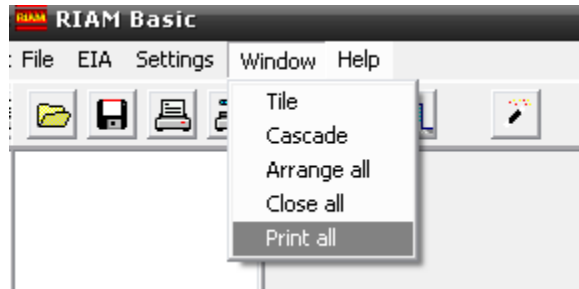 RIAM RIAM Basic
File EIA Settings Window Help
Tile
Cascade
Arrange all
Close all
Print all